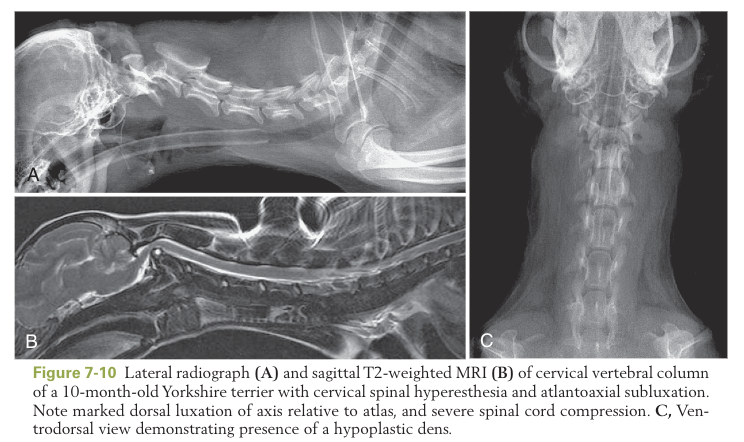 A
B
C
Figure 7-10 Lateral radiograph (A) and sagittal T2-weighted MRI (B) of cervical vertebral column
of a 10-month-old Yorkshire terrier with cervical spinal hyperesthesia and atlantoaxial subluxation.
Note marked dorsal luxation of axis relative to atlas, and severe spinal cord compression. C, Ven-
trodorsal view demonstrating presence of a hypoplastic dens.